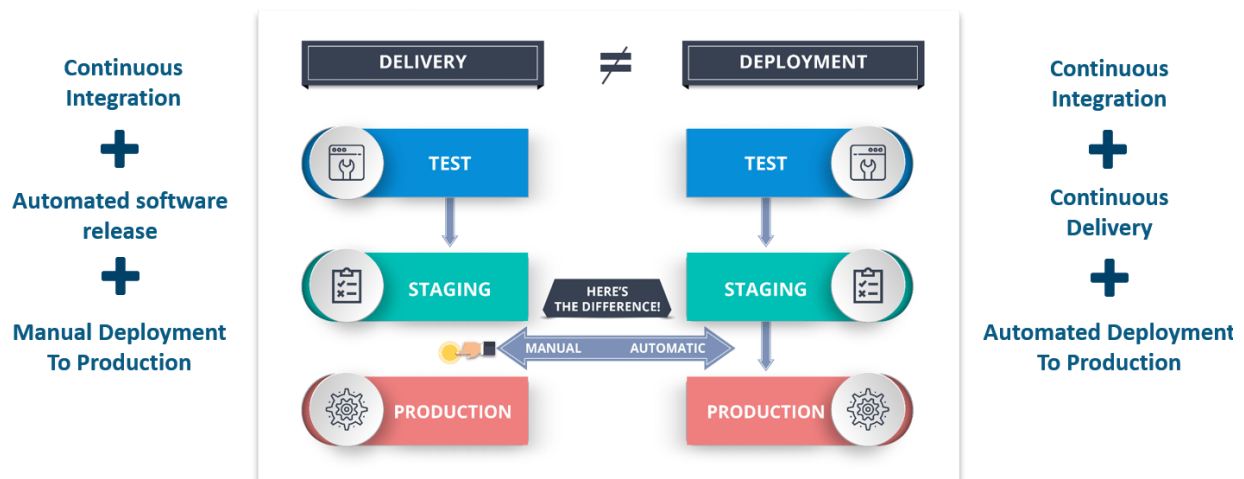 DELIVERY
≠
DEPLOYMENT
Continuous
Integration
+
Automated software
release
+
Manual Deployment
To Production
TEST
STAGING
PRODUCTION
HERE'S
THE DIFFERENCE!
MANUAL AUTOMATIC
TEST
STAGING
PRODUCTION
Continuous
Integration
+
Continuous
Delivery
+
Automated Deployment
To Production